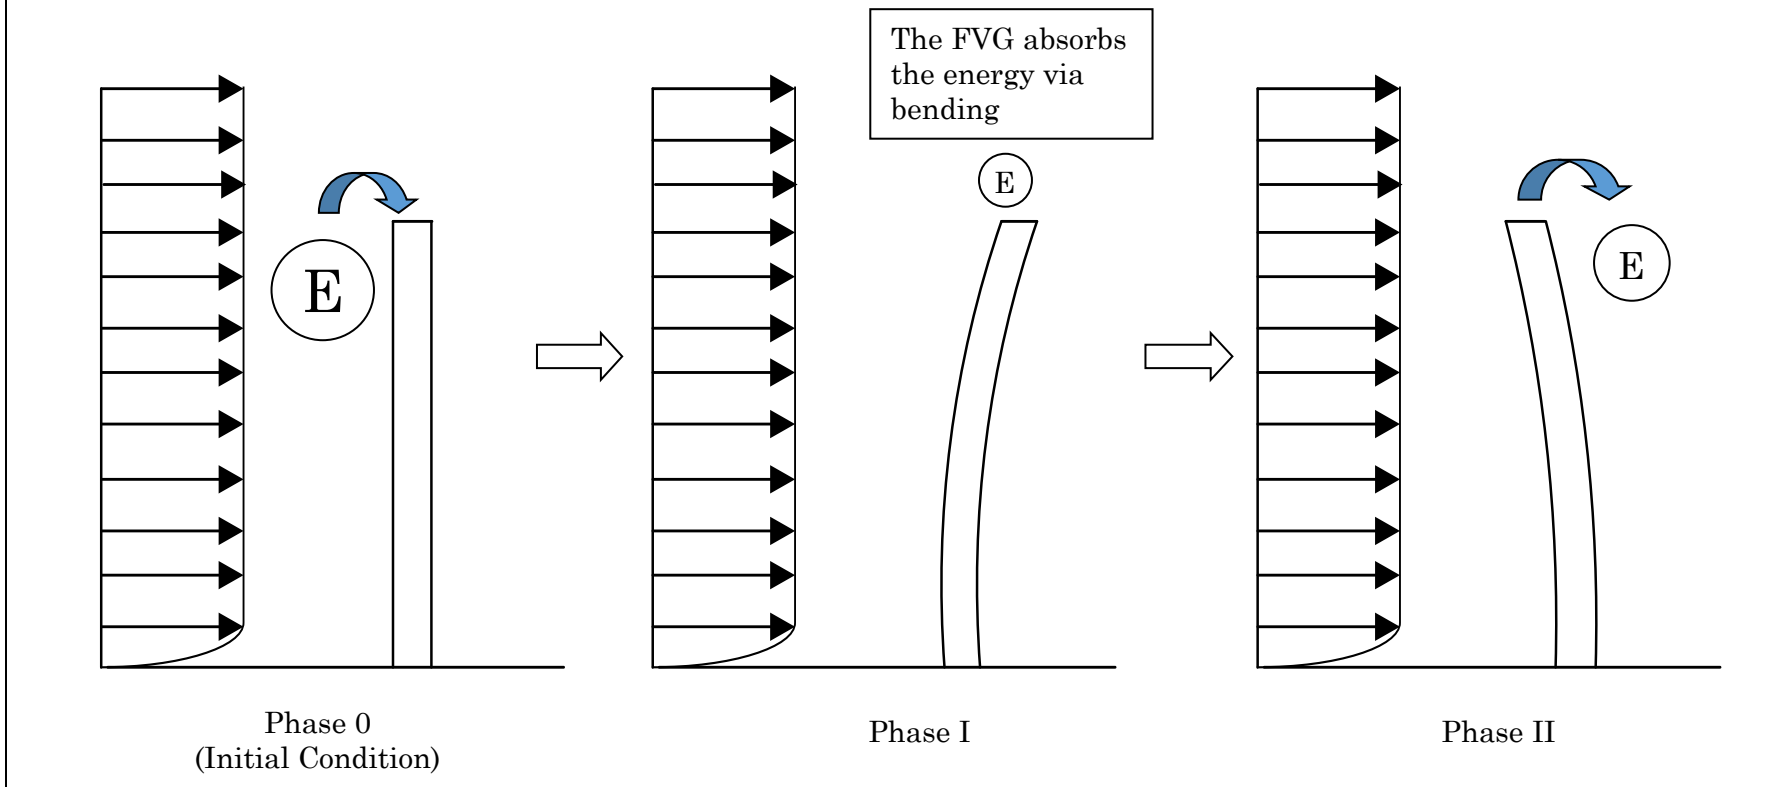 The FVG absorbs
the energy via
bending
E
E
E
Phase 0
(Initial Condition)
Phase I
Phase II